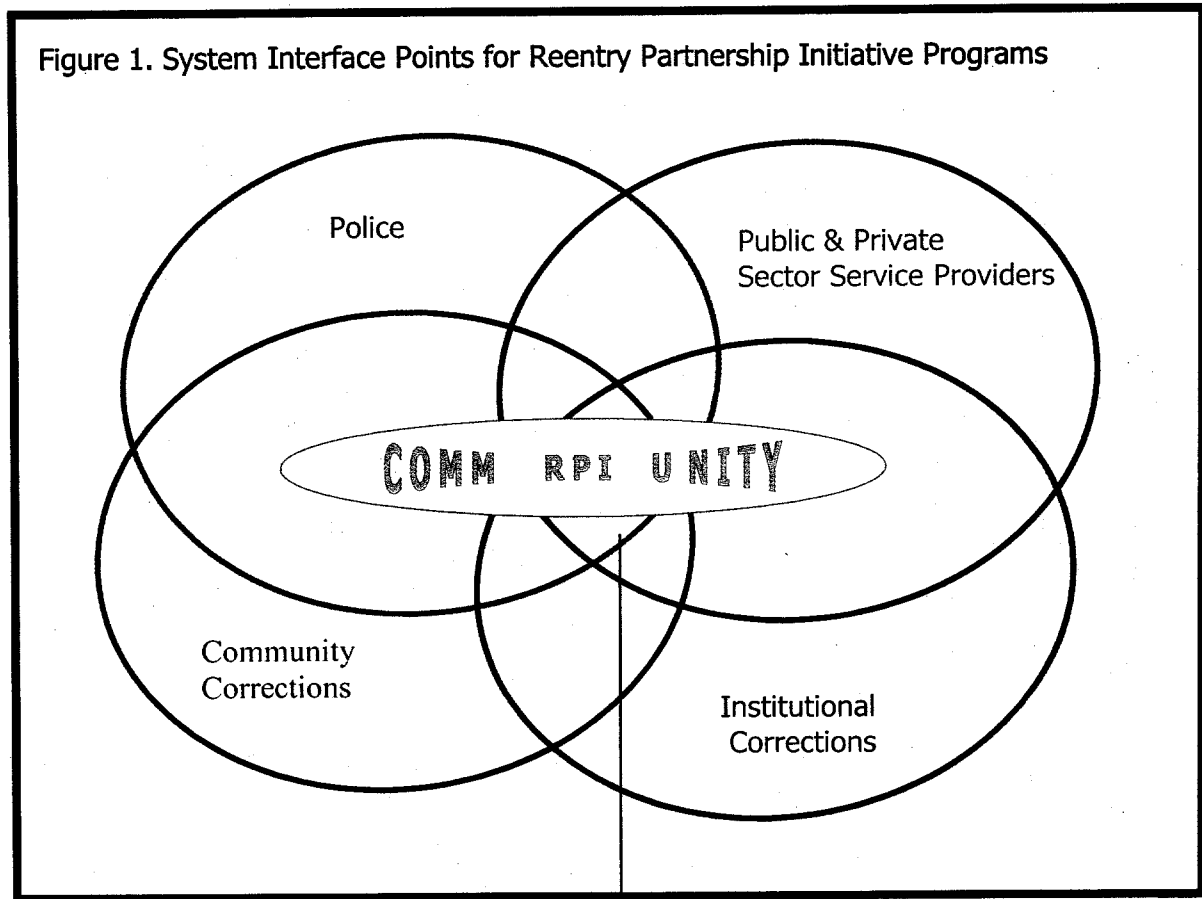 Figure 1. System Interface Points for Reentry Partnership Initiative Programs
Police
Public & Private
Sector Service Providers
COMM RPI UNITY
Community
Corrections
Institutional
Corrections